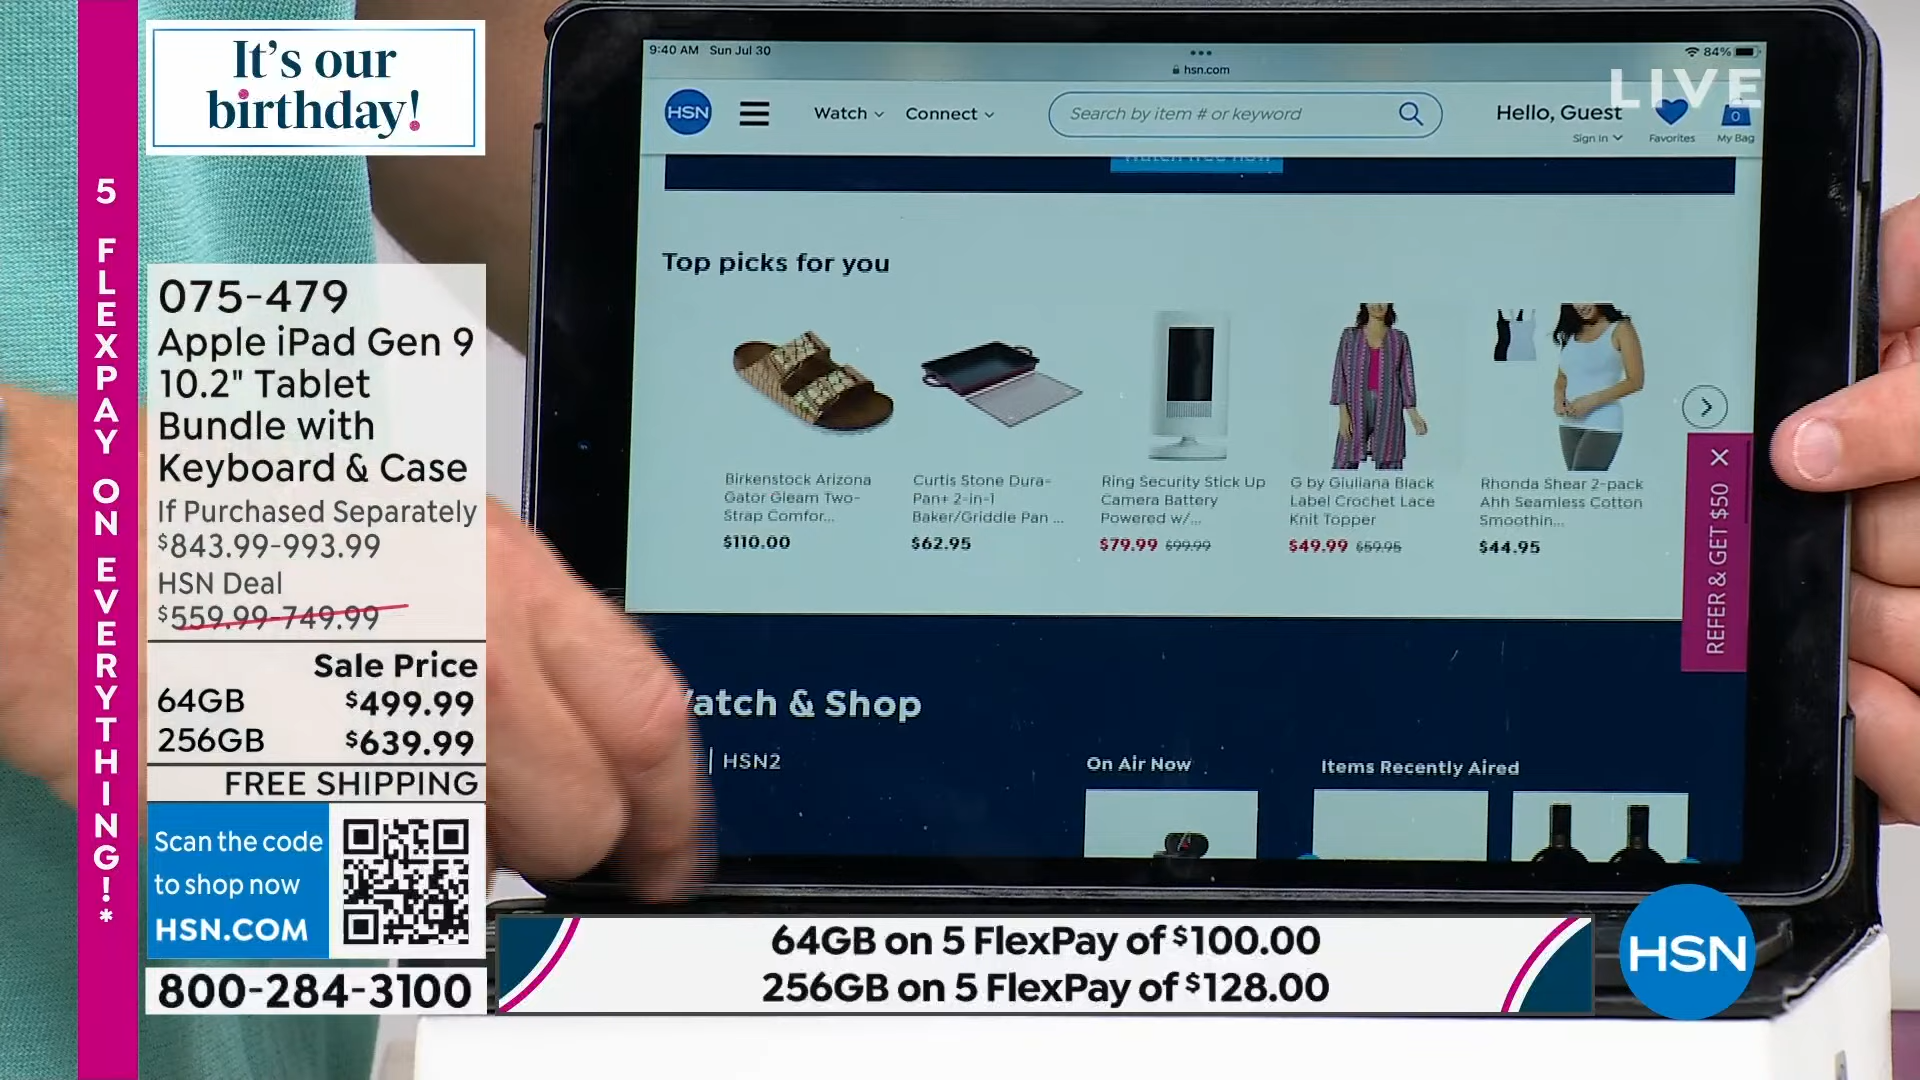 It's our
birthday!
5 FLEXPAY ON EVERYTHING!*
075-479
Apple iPad Gen 9
10.2" Tablet
Bundle with
Keyboard & Case
If Purchased Separately
$843.99-993.99
HSN Deal
$559.99-749.99
Sale Price
64GB $499.99
256GB $639.99
FREE SHIPPING
Scan the code
to shop now
HSN.COM
800-284-3100
9:40 AM Sun Jul 30
84%
hsn.com
LIVE
HSN
Watch
Connect
Search by item # or keyword
Hello, Guest
Sign In
Favorites
0
My Bag
Watch free now
Top picks for you
Birkenstock Arizona
Gator Gleam Two-
Strap Comfor...
$110.00
Curtis Stone Dura-
Pan+ 2-in-1
Baker/Griddle Pan ...
$62.95
Ring Security Stick Up
Camera Battery
Powered w/...
$79.99 $99.99
G by Giuliana Black
Label Crochet Lace
Knit Topper
$49.99 $59.95
Rhonda Shear 2-pack
Ahh Seamless Cotton
Smoothin...
$44.95
REFER & GET $50
atch & Shop
| HSN2
On Air Now
Items Recently Aired
64GB on 5 FlexPay of $100.00
256GB on 5 FlexPay of $128.00
HSN